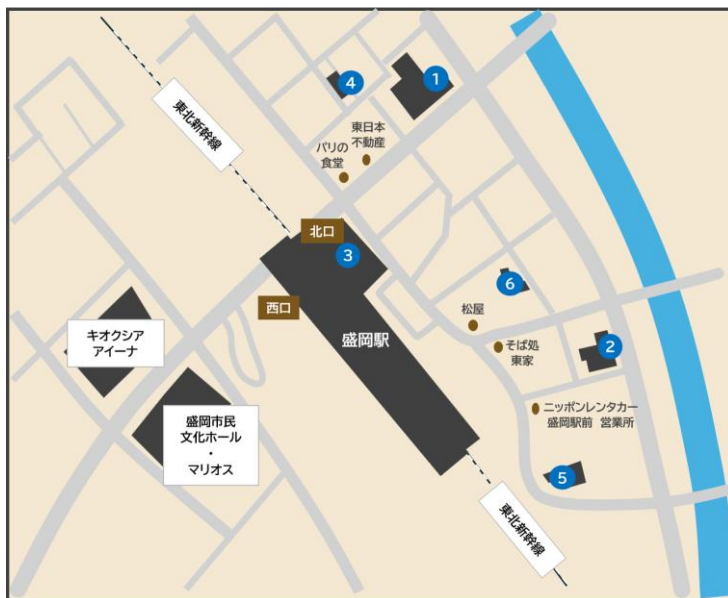 4
1
東北新幹線
東日本
不動産
パリの
食堂
北口
3
西口
6
松屋
盛岡駅
キオクシア
アイーナ
そば処
東家
2
ニッポンレンタカー
盛岡駅前 営業所
盛岡市民
文化ホール
・
マリオス
5
東北新幹線